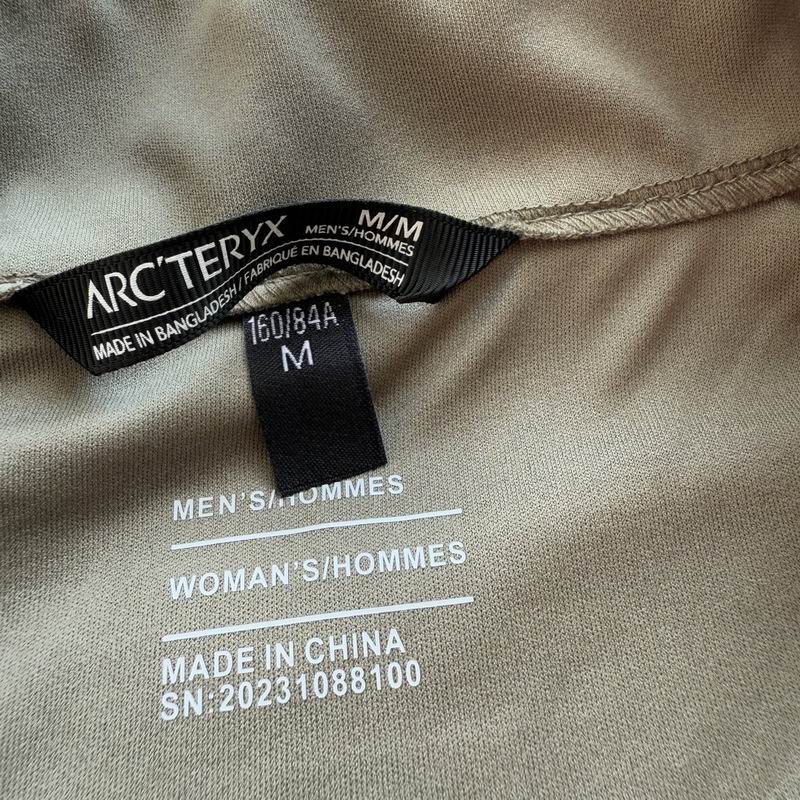 ARC'TERYX
M/M
MEN'S/HOMMES
MADE IN BANGLADESH / FABRIQUÉ EN BANGLADESH
160/84A
M
MEN'S/HOMMES
WOMAN'S/HOMMES
MADE IN CHINA
SN:20231088100